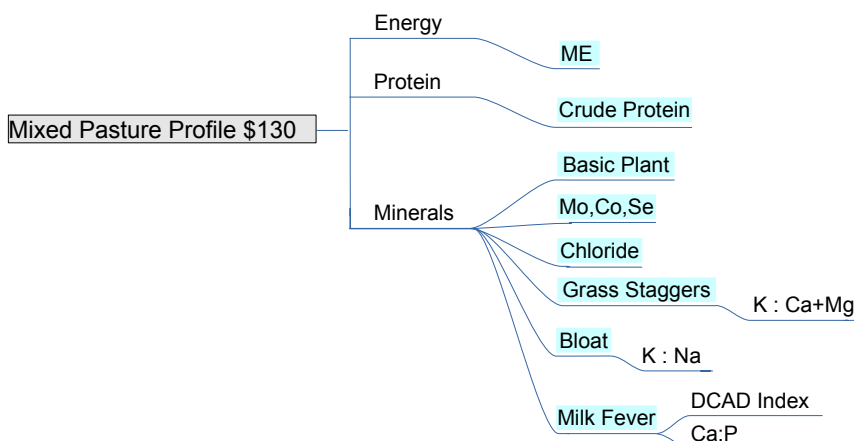 Energy
ME
Protein
Crude Protein
Mixed Pasture Profile $130
Basic Plant
Minerals
Mo,Co,Se
Chloride
Grass Staggers
K : Ca+Mg
Bloat
K : Na
Milk Fever
DCAD Index
Ca:P